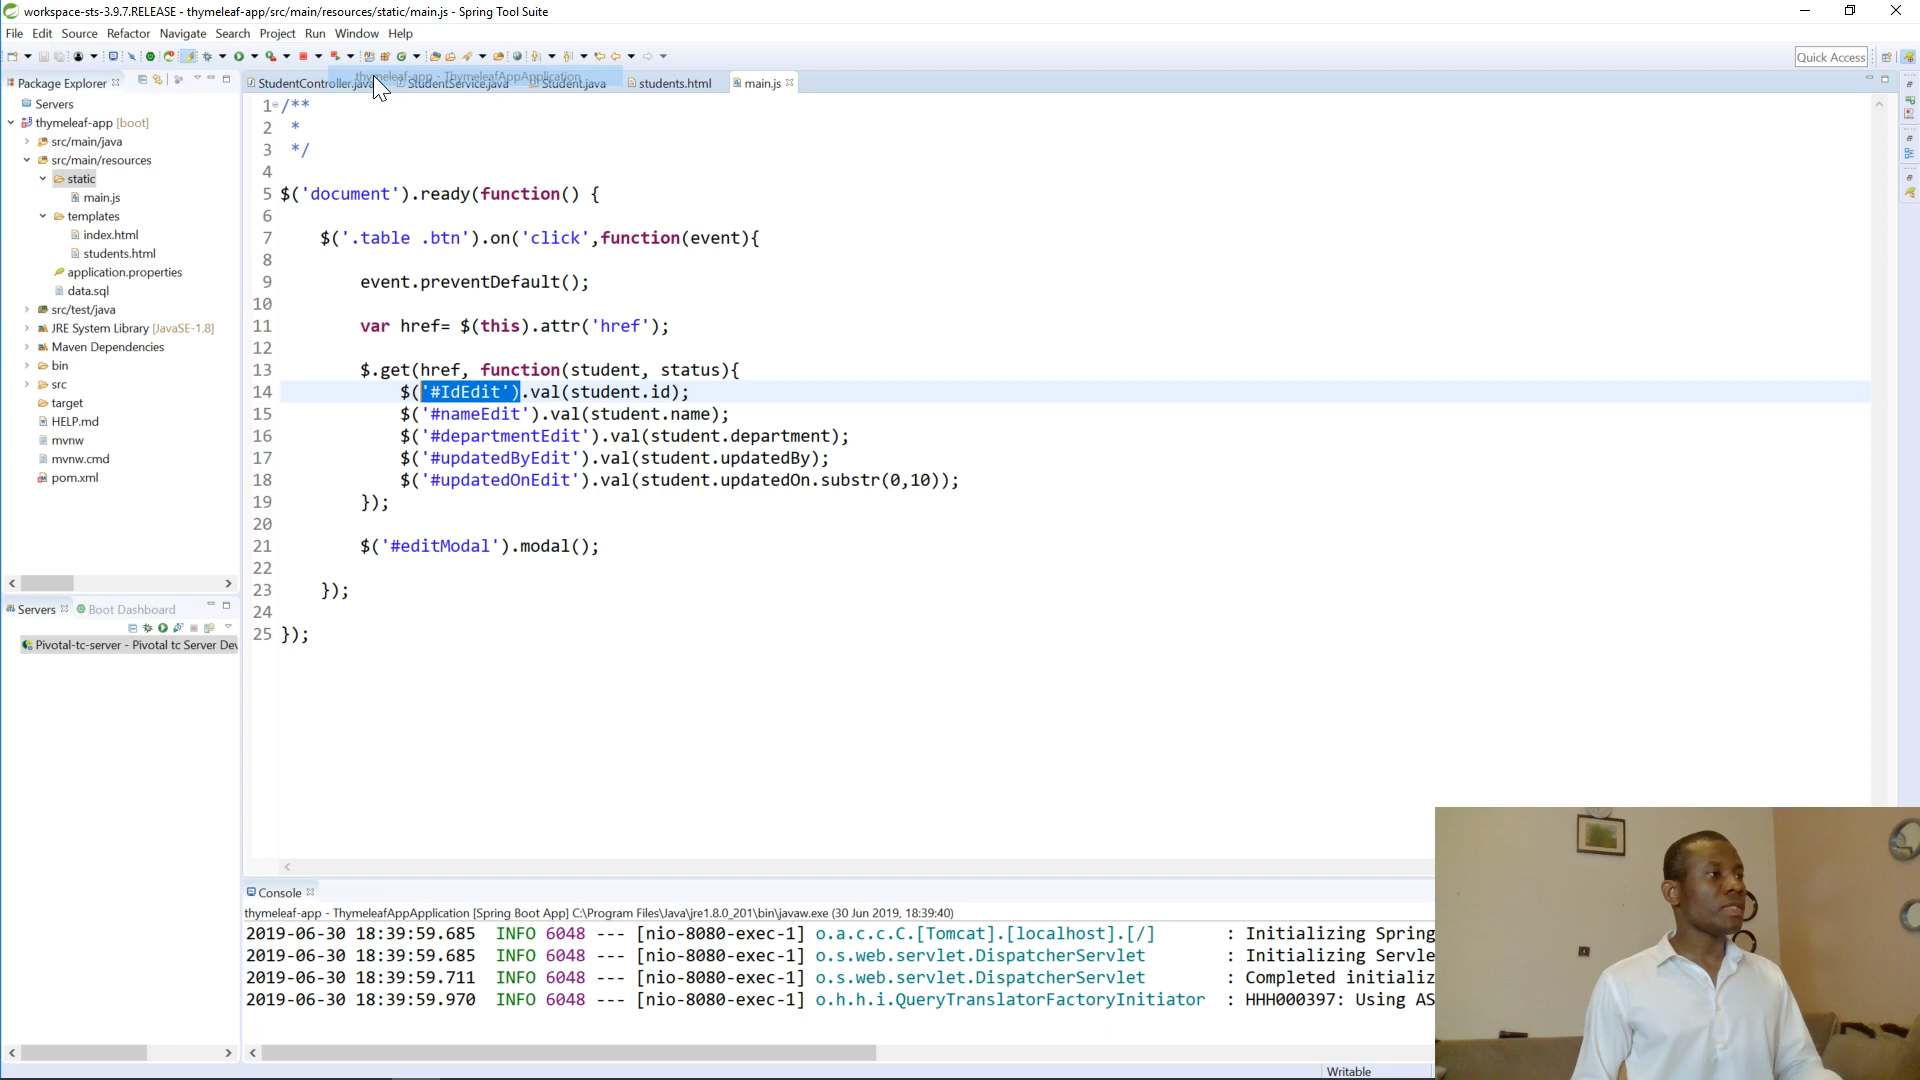 workspace-sts-3.9.7.RELEASE - thymeleaf-app/src/main/resources/static/main.js - Spring Tool Suite
File Edit Source Refactor Navigate Search Project Run Window Help
Quick Access
Package Explorer
thymeleaf-app - ThymeleafAppApplication
StudentController.java StudentService.java Student.java students.html main.js
Servers
thymeleaf-app [boot]
src/main/java
src/main/resources
static
main.js
templates
index.html
students.html
application.properties
data.sql
src/test/java
JRE System Library [JavaSE-1.8]
Maven Dependencies
bin
src
target
HELP.md
mvnw
mvnw.cmd
pom.xml
Servers Boot Dashboard
Pivotal-tc-server - Pivotal tc Server Dev
1 /**
2 *
3 */
4
5 $('document').ready(function() {
6
7 $('.table .btn').on('click',function(event){
8
9 event.preventDefault();
10
11 var href= $(this).attr('href');
12
13 $.get(href, function(student, status){
14 $('#IdEdit').val(student.id);
15 $('#nameEdit').val(student.name);
16 $('#departmentEdit').val(student.department);
17 $('#updatedByEdit').val(student.updatedBy);
18 $('#updatedOnEdit').val(student.updatedOn.substr(0,10));
19 });
20
21 $('#editModal').modal();
22
23 });
24
25 });
Console
thymeleaf-app - ThymeleafAppApplication [Spring Boot App] C:\Program Files\Java\jre1.8.0_201\bin\javaw.exe (30 Jun 2019, 18:39:40)
2019-06-30 18:39:59.685 INFO 6048 --- [nio-8080-exec-1] o.a.c.c.C.[Tomcat].[localhost].[/] : Initializing Spring
2019-06-30 18:39:59.685 INFO 6048 --- [nio-8080-exec-1] o.s.web.servlet.DispatcherServlet : Initializing Servle
2019-06-30 18:39:59.711 INFO 6048 --- [nio-8080-exec-1] o.s.web.servlet.DispatcherServlet : Completed initializ
2019-06-30 18:39:59.970 INFO 6048 --- [nio-8080-exec-1] o.h.h.i.QueryTranslatorFactoryInitiator : HHH000397: Using AS
Writable